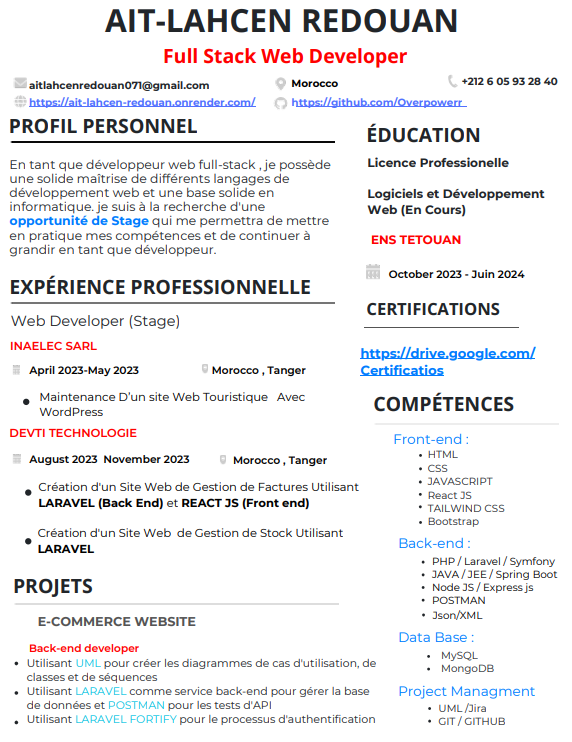 AIT-LAHCEN REDOUAN
Full Stack Web Developer
aitlahcenredouan071@gmail.com
Morocco
+212 6 05 93 28 40
https://ait-lahcen-redouan.onrender.com/
https://github.com/Overpowerr
PROFIL PERSONNEL
En tant que développeur web full-stack , je possède
une solide maîtrise de différents langages de
développement web et une base solide en
informatique. je suis à la recherche d'une
opportunité de Stage qui me permettra de mettre
en pratique mes compétences et de continuer à
grandir en tant que développeur.
EXPÉRIENCE PROFESSIONNELLE
Web Developer (Stage)
INAELEC SARL
April 2023-May 2023
Morocco , Tanger
Maintenance D’un site Web Touristique Avec
WordPress
DEVTI TECHNOLOGIE
August 2023 November 2023
Morocco , Tanger
Création d'un Site Web de Gestion de Factures Utilisant
LARAVEL (Back End) et REACT JS (Front end)
Création d'un Site Web de Gestion de Stock Utilisant
LARAVEL
PROJETS
E-COMMERCE WEBSITE
Back-end developer
Utilisant UML pour créer les diagrammes de cas d'utilisation, de
classes et de séquences
Utilisant LARAVEL comme service back-end pour gérer la base
de données et POSTMAN pour les tests d'API
Utilisant LARAVEL FORTIFY pour le processus d'authentification
ÉDUCATION
Licence Professionelle
Logiciels et Développement
Web (En Cours)
ENS TETOUAN
October 2023 - Juin 2024
CERTIFICATIONS
https://drive.google.com/
Certificatios
COMPÉTENCES
Front-end :
HTML
CSS
JAVASCRIPT
React JS
TAILWIND CSS
Bootstrap
Back-end :
PHP / Laravel / Symfony
JAVA / JEE / Spring Boot
Node JS / Express js
POSTMAN
Json/XML
Data Base :
MySQL
MongoDB
Project Managment
UML /Jira
GIT / GITHUB